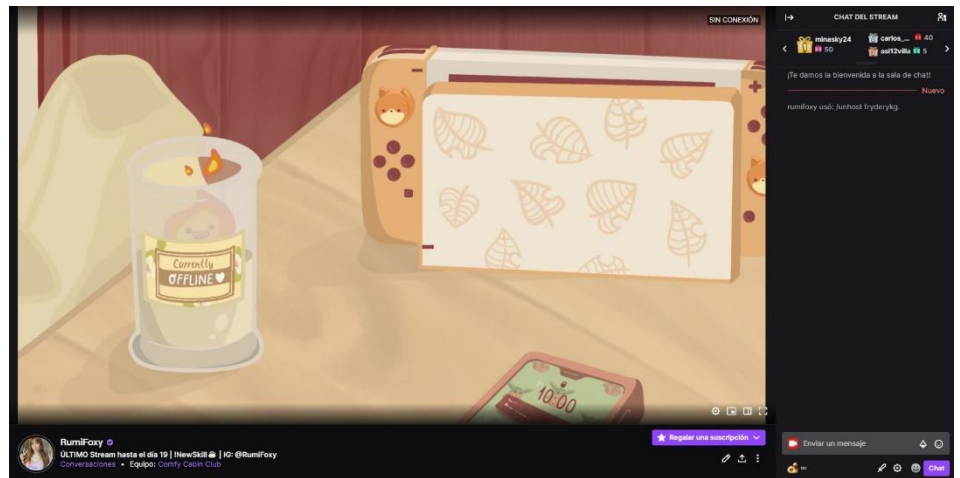 SIN CONEXIÓN
Currently
OFFLINE
10:00
RumiFoxy
ÚLTIMO Stream hasta el día 19 | !NewSkill | IG: @RumiFoxy
Conversaciones • Equipo: Comfy Cabin Club
Regalar una suscripción
CHAT DEL STREAM
minasky24
50
carlos_... 40
asi12villa 5
¡Te damos la bienvenida a la sala de chat!
Nuevo
rumifoxy usó: /unhost fryderykg.
Enviar un mensaje
Chat